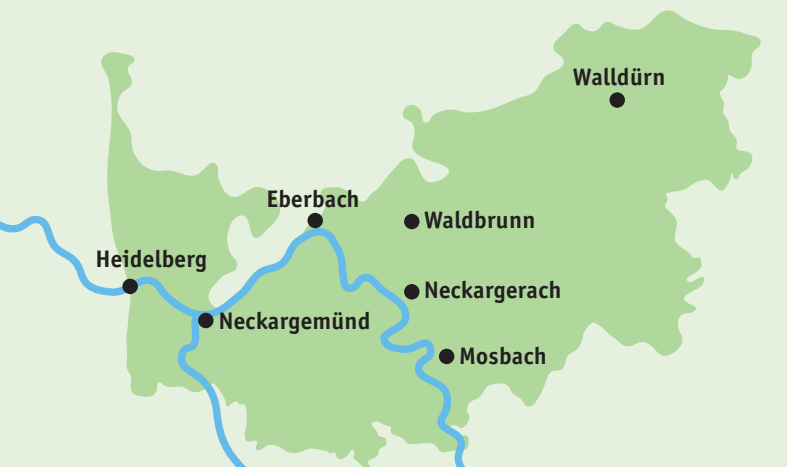 Walldürn
Eberbach
Waldbrunn
Heidelberg
Neckargerach
Neckargemünd
Mosbach